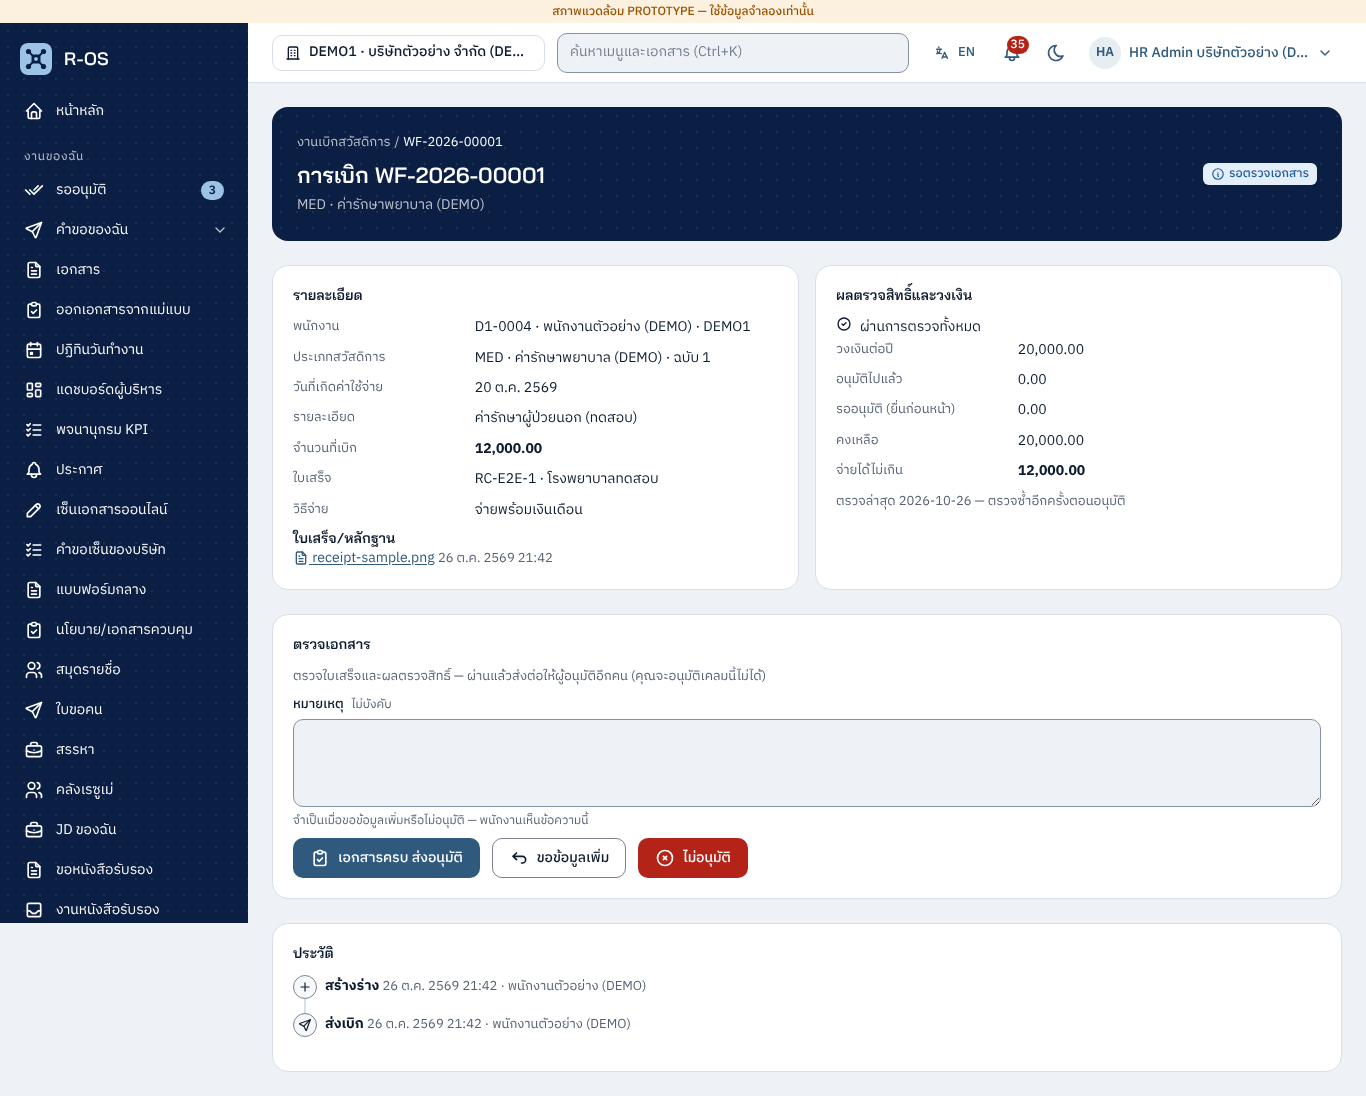 สภาพแวดล้อม PROTOTYPE — ใช้ข้อมูลจำลองเท่านั้น
R-OS
DEMO1 · บริษัทตัวอย่าง จำกัด (DE...
ค้นหาเมนูและเอกสาร (Ctrl+K)
EN
35
HA
HR Admin บริษัทตัวอย่าง (D...
หน้าหลัก
งานของฉัน
รออนุมัติ
3
คำขอของฉัน
เอกสาร
ออกเอกสารจากแม่แบบ
ปฏิทินวันทำงาน
แดชบอร์ดผู้บริหาร
พจนานุกรม KPI
ประกาศ
เซ็นเอกสารออนไลน์
คำขอเซ็นของบริษัท
แบบฟอร์มกลาง
นโยบาย/เอกสารควบคุม
สมุดรายชื่อ
ใบขอคน
สรรหา
คลังเรซูเม่
JD ของฉัน
ขอหนังสือรับรอง
งานหนังสือรับรอง
งานเบิกสวัสดิการ / WF-2026-00001
การเบิก WF-2026-00001
MED · ค่ารักษาพยาบาล (DEMO)
รอตรวจเอกสาร
รายละเอียด
พนักงาน D1-0004 · พนักงานตัวอย่าง (DEMO) · DEMO1
ประเภทสวัสดิการ MED · ค่ารักษาพยาบาล (DEMO) · ฉบับ 1
วันที่เกิดค่าใช้จ่าย 20 ต.ค. 2569
รายละเอียด ค่ารักษาผู้ป่วยนอก (ทดสอบ)
จำนวนที่เบิก 12,000.00
ใบเสร็จ RC-E2E-1 · โรงพยาบาลทดสอบ
วิธีจ่าย จ่ายพร้อมเงินเดือน
ใบเสร็จ/หลักฐาน
receipt-sample.png 26 ต.ค. 2569 21:42
ผลตรวจสิทธิ์และวงเงิน
ผ่านการตรวจทั้งหมด
วงเงินต่อปี 20,000.00
อนุมัติไปแล้ว 0.00
รออนุมัติ (ยื่นก่อนหน้า) 0.00
คงเหลือ 20,000.00
จ่ายได้ไม่เกิน 12,000.00
ตรวจล่าสุด 2026-10-26 — ตรวจซ้ำอีกครั้งตอนอนุมัติ
ตรวจเอกสาร
ตรวจใบเสร็จและผลตรวจสิทธิ์ — ผ่านแล้วส่งต่อให้ผู้อนุมัติอีกคน (คุณจะอนุมัติเคลมนี้ไม่ได้)
หมายเหตุ ไม่บังคับ
จำเป็นเมื่อขอข้อมูลเพิ่มหรือไม่อนุมัติ — พนักงานเห็นข้อความนี้
เอกสารครบ ส่งอนุมัติ
ขอข้อมูลเพิ่ม
ไม่อนุมัติ
ประวัติ
สร้างร่าง 26 ต.ค. 2569 21:42 · พนักงานตัวอย่าง (DEMO)
ส่งเบิก 26 ต.ค. 2569 21:42 · พนักงานตัวอย่าง (DEMO)